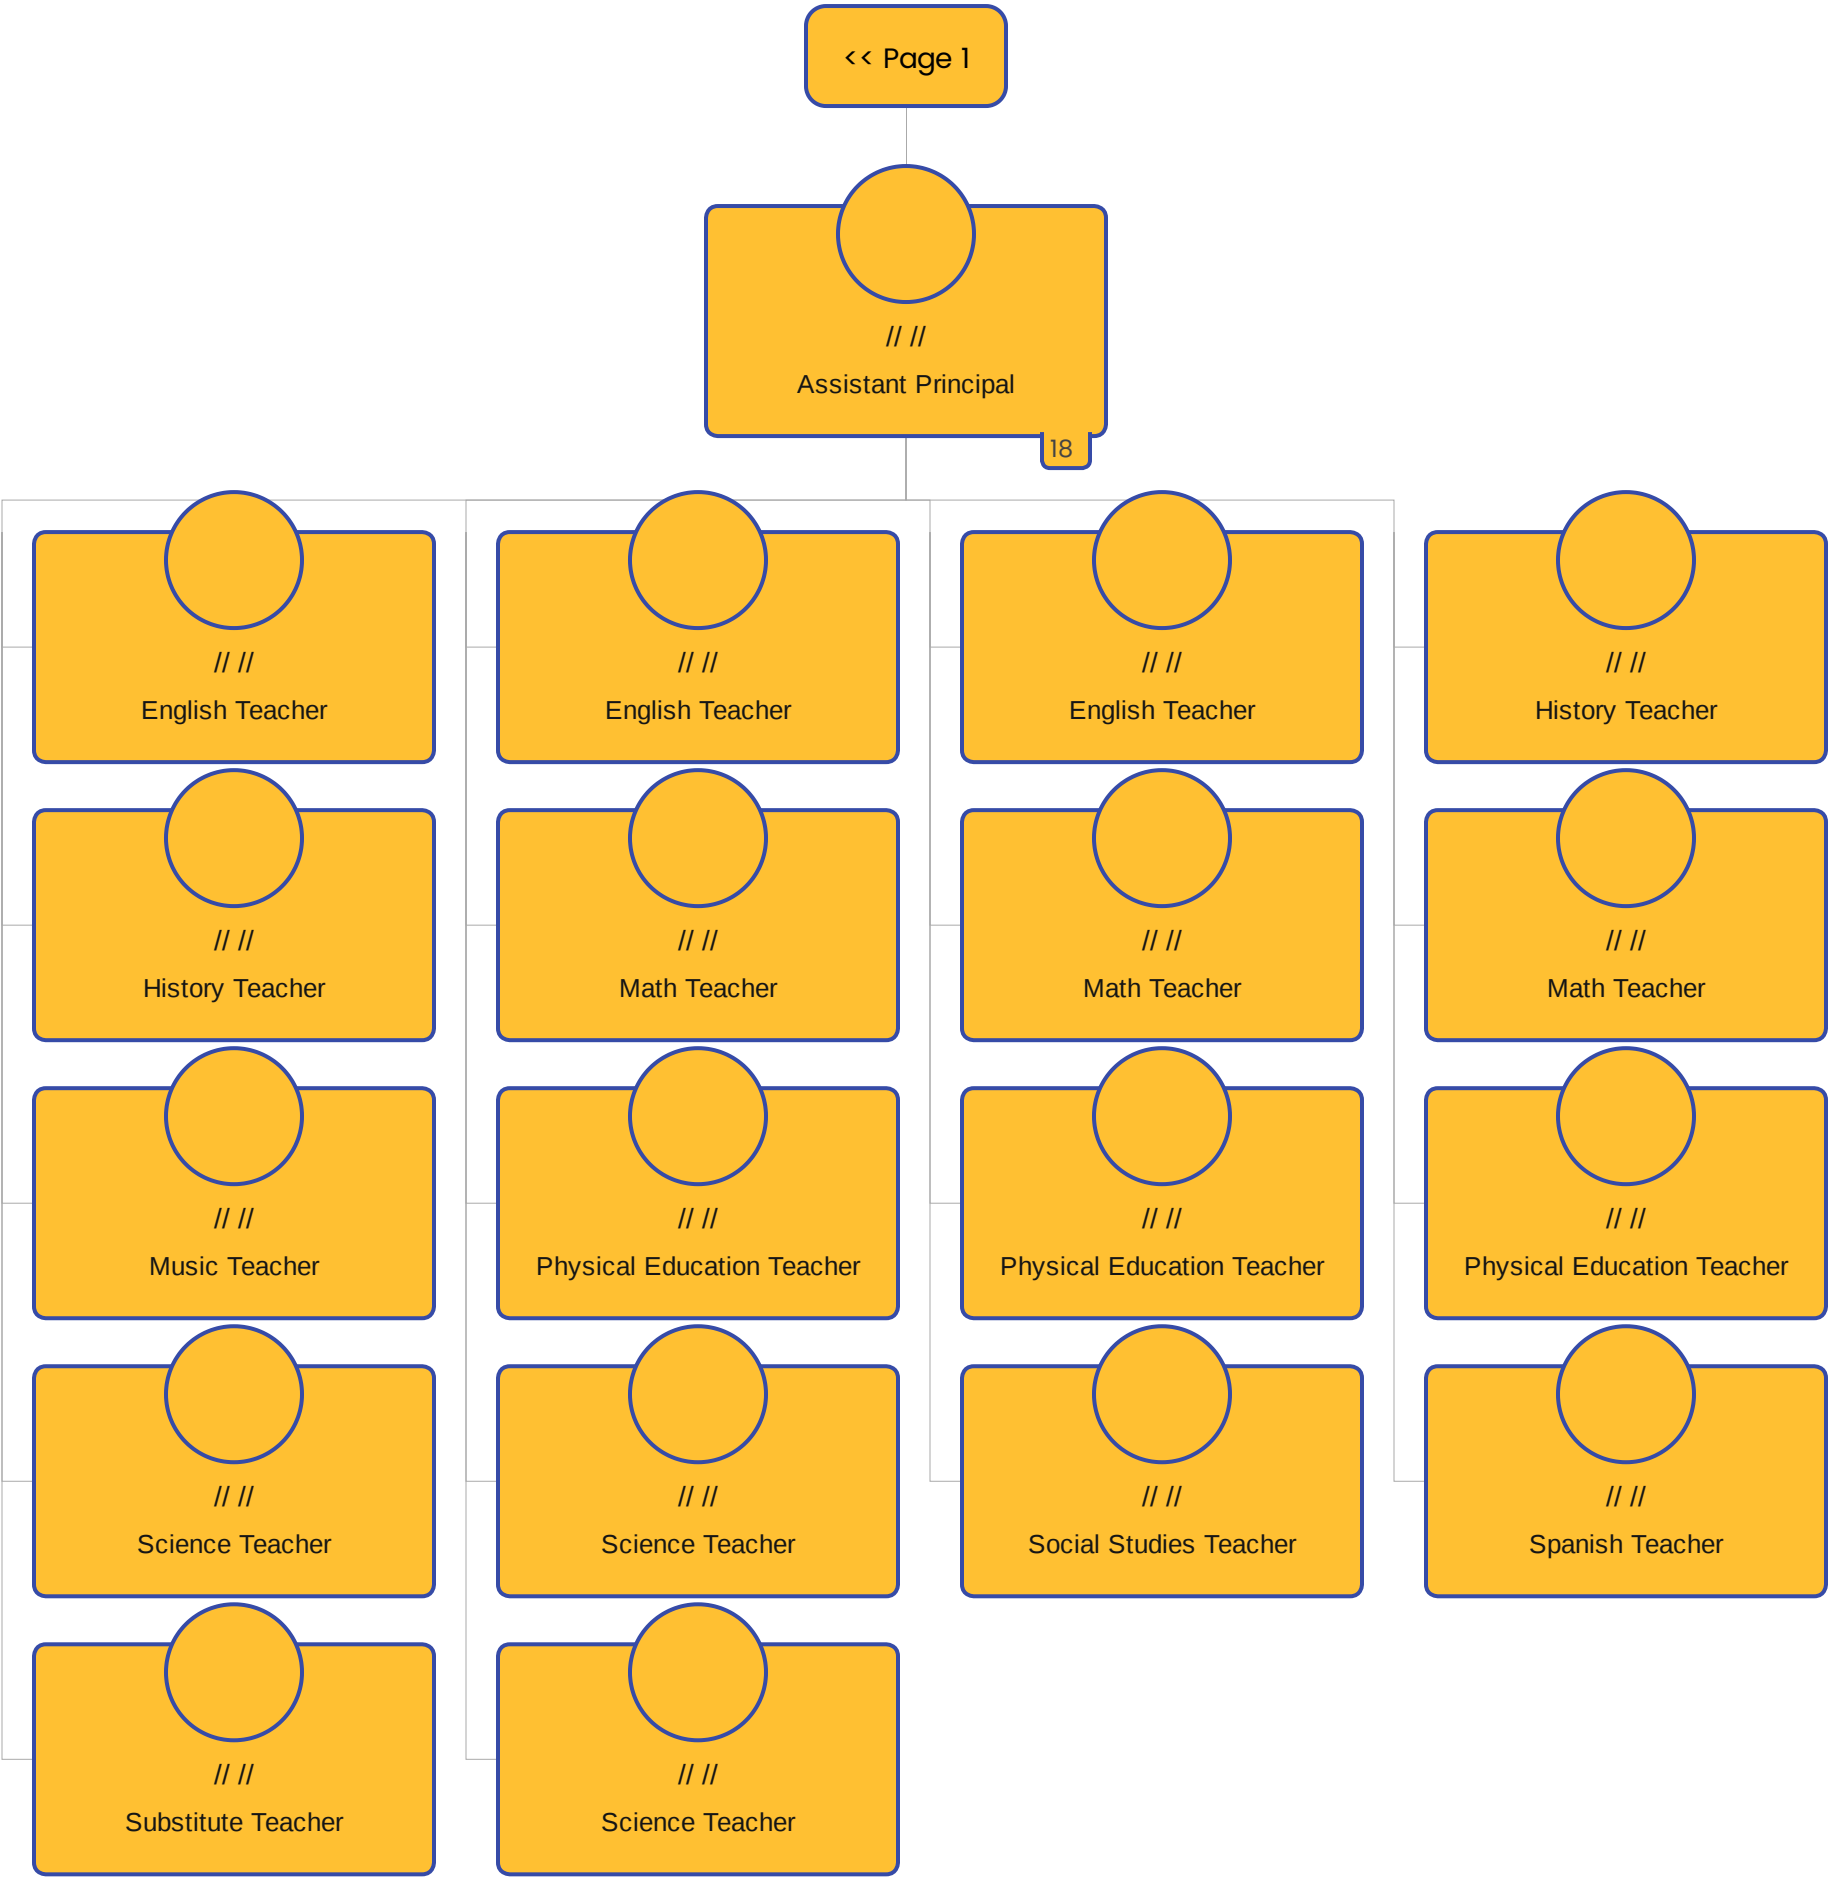 << Page 1
// //
Assistant Principal
18
// //
English Teacher
// //
English Teacher
// //
English Teacher
// //
History Teacher
// //
History Teacher
// //
Math Teacher
// //
Math Teacher
// //
Math Teacher
// //
Music Teacher
// //
Physical Education Teacher
// //
Physical Education Teacher
// //
Physical Education Teacher
// //
Science Teacher
// //
Science Teacher
// //
Social Studies Teacher
// //
Spanish Teacher
// //
Substitute Teacher
// //
Science Teacher